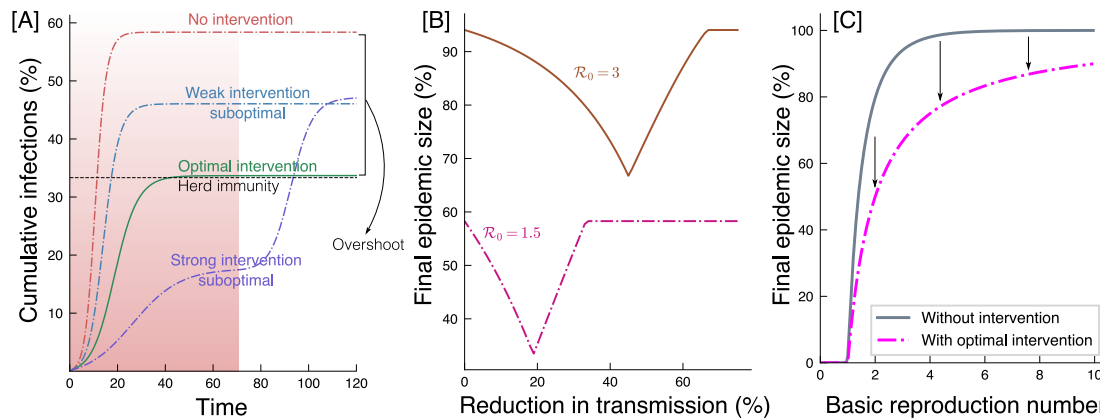 [A]
Cumulative infections (%)
60
50
40
30
20
10
0
20
40
60
80
100
120
Time
No intervention
Weak intervention
suboptimal
Optimal intervention
Herd immunity
Strong intervention
suboptimal
Overshoot
[B]
Final epidemic size (%)
90
80
70
60
50
40
0
20
40
60
Reduction in transmission (%)
R₀ = 3
R₀ = 1.5
[C]
Final epidemic size (%)
100
80
60
40
20
0
0
2
4
6
8
10
Basic reproduction number
Without intervention
With optimal intervention